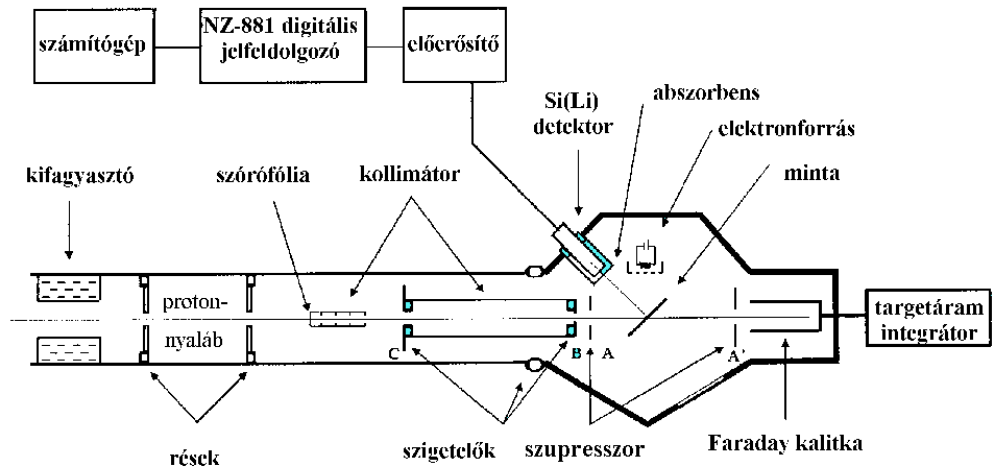 számítógép
NZ-881 digitális
jelfeldolgozó
előerősítő
Si(Li)
detektor
abszorbens
elektronforrás
minta
kifagyasztó
szórófólia
kollimátor
proton-
nyaláb
C
B
A
A'
targetáram
integrátor
rések
szigetelők
szupresszor
Faraday kalitka